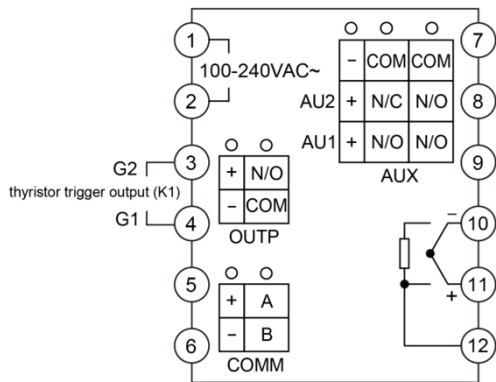 1
7
100-240VAC~
– COM COM
2
AU2 + N/C N/O
8
AU1 + N/O N/O
AUX
3
G2
+ N/O
9
thyristor trigger output (K1)
– COM
G1
4
OUTP
– 10
5
+ A
+ 11
6
– B
12
COMM